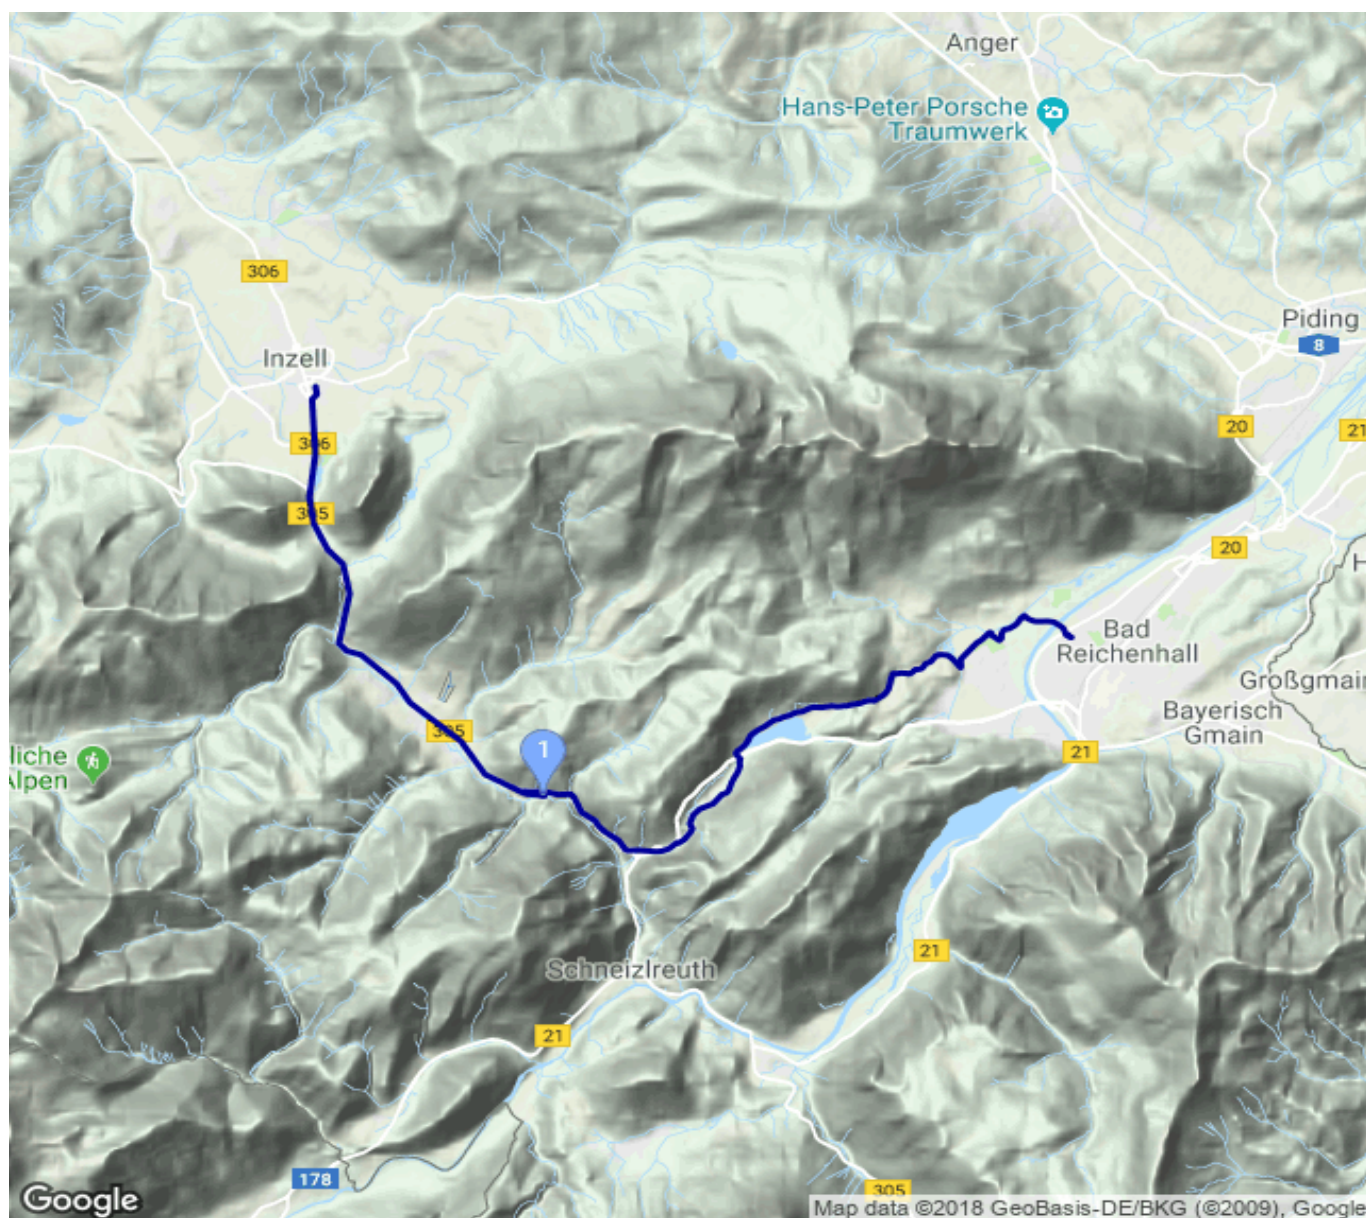 Anger
Hans-Peter Porsche
Traumwerk
306
Piding
8
Inzell
20
21
306
305
20
Bad
Reichenhall
Großgmain
Bayerisch
Gmain
305
1
21
liche
Alpen
21
Schneizlreuth
21
178
305
Google
Map data ©2018 GeoBasis-DE/BKG (©2009), Google